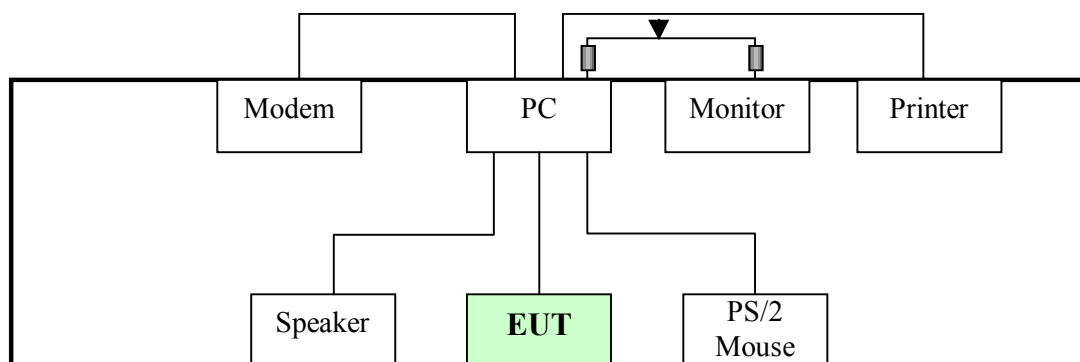 Modem
PC
Monitor
Printer
Speaker
EUT
PS/2
Mouse